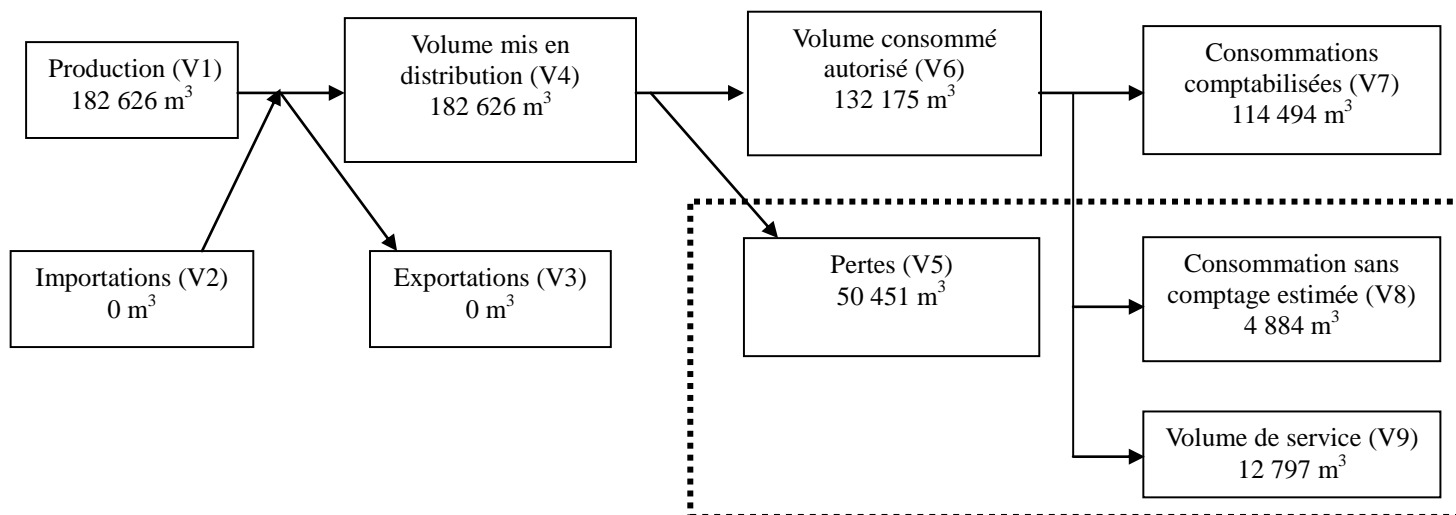 Production (V1)
182 626 m³
Volume mis en
distribution (V4)
182 626 m³
Volume consommé
autorisé (V6)
132 175 m³
Consommations
comptabilisées (V7)
114 494 m³
Importations (V2)
0 m³
Exportations (V3)
0 m³
Pertes (V5)
50 451 m³
Consommation sans
comptage estimée (V8)
4 884 m³
Volume de service (V9)
12 797 m³